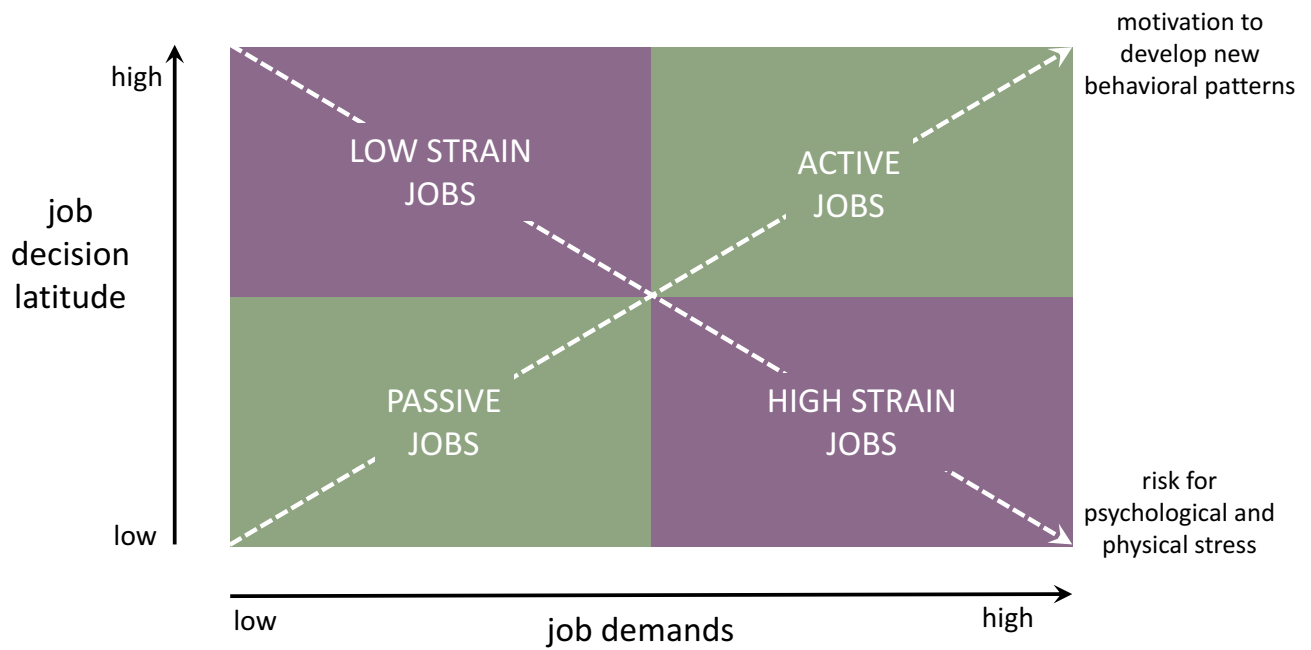 motivation to
develop new
behavioral patterns
high
LOW STRAIN
JOBS
ACTIVE
JOBS
job
decision
latitude
PASSIVE
JOBS
HIGH STRAIN
JOBS
risk for
psychological and
physical stress
low
low
high
job demands